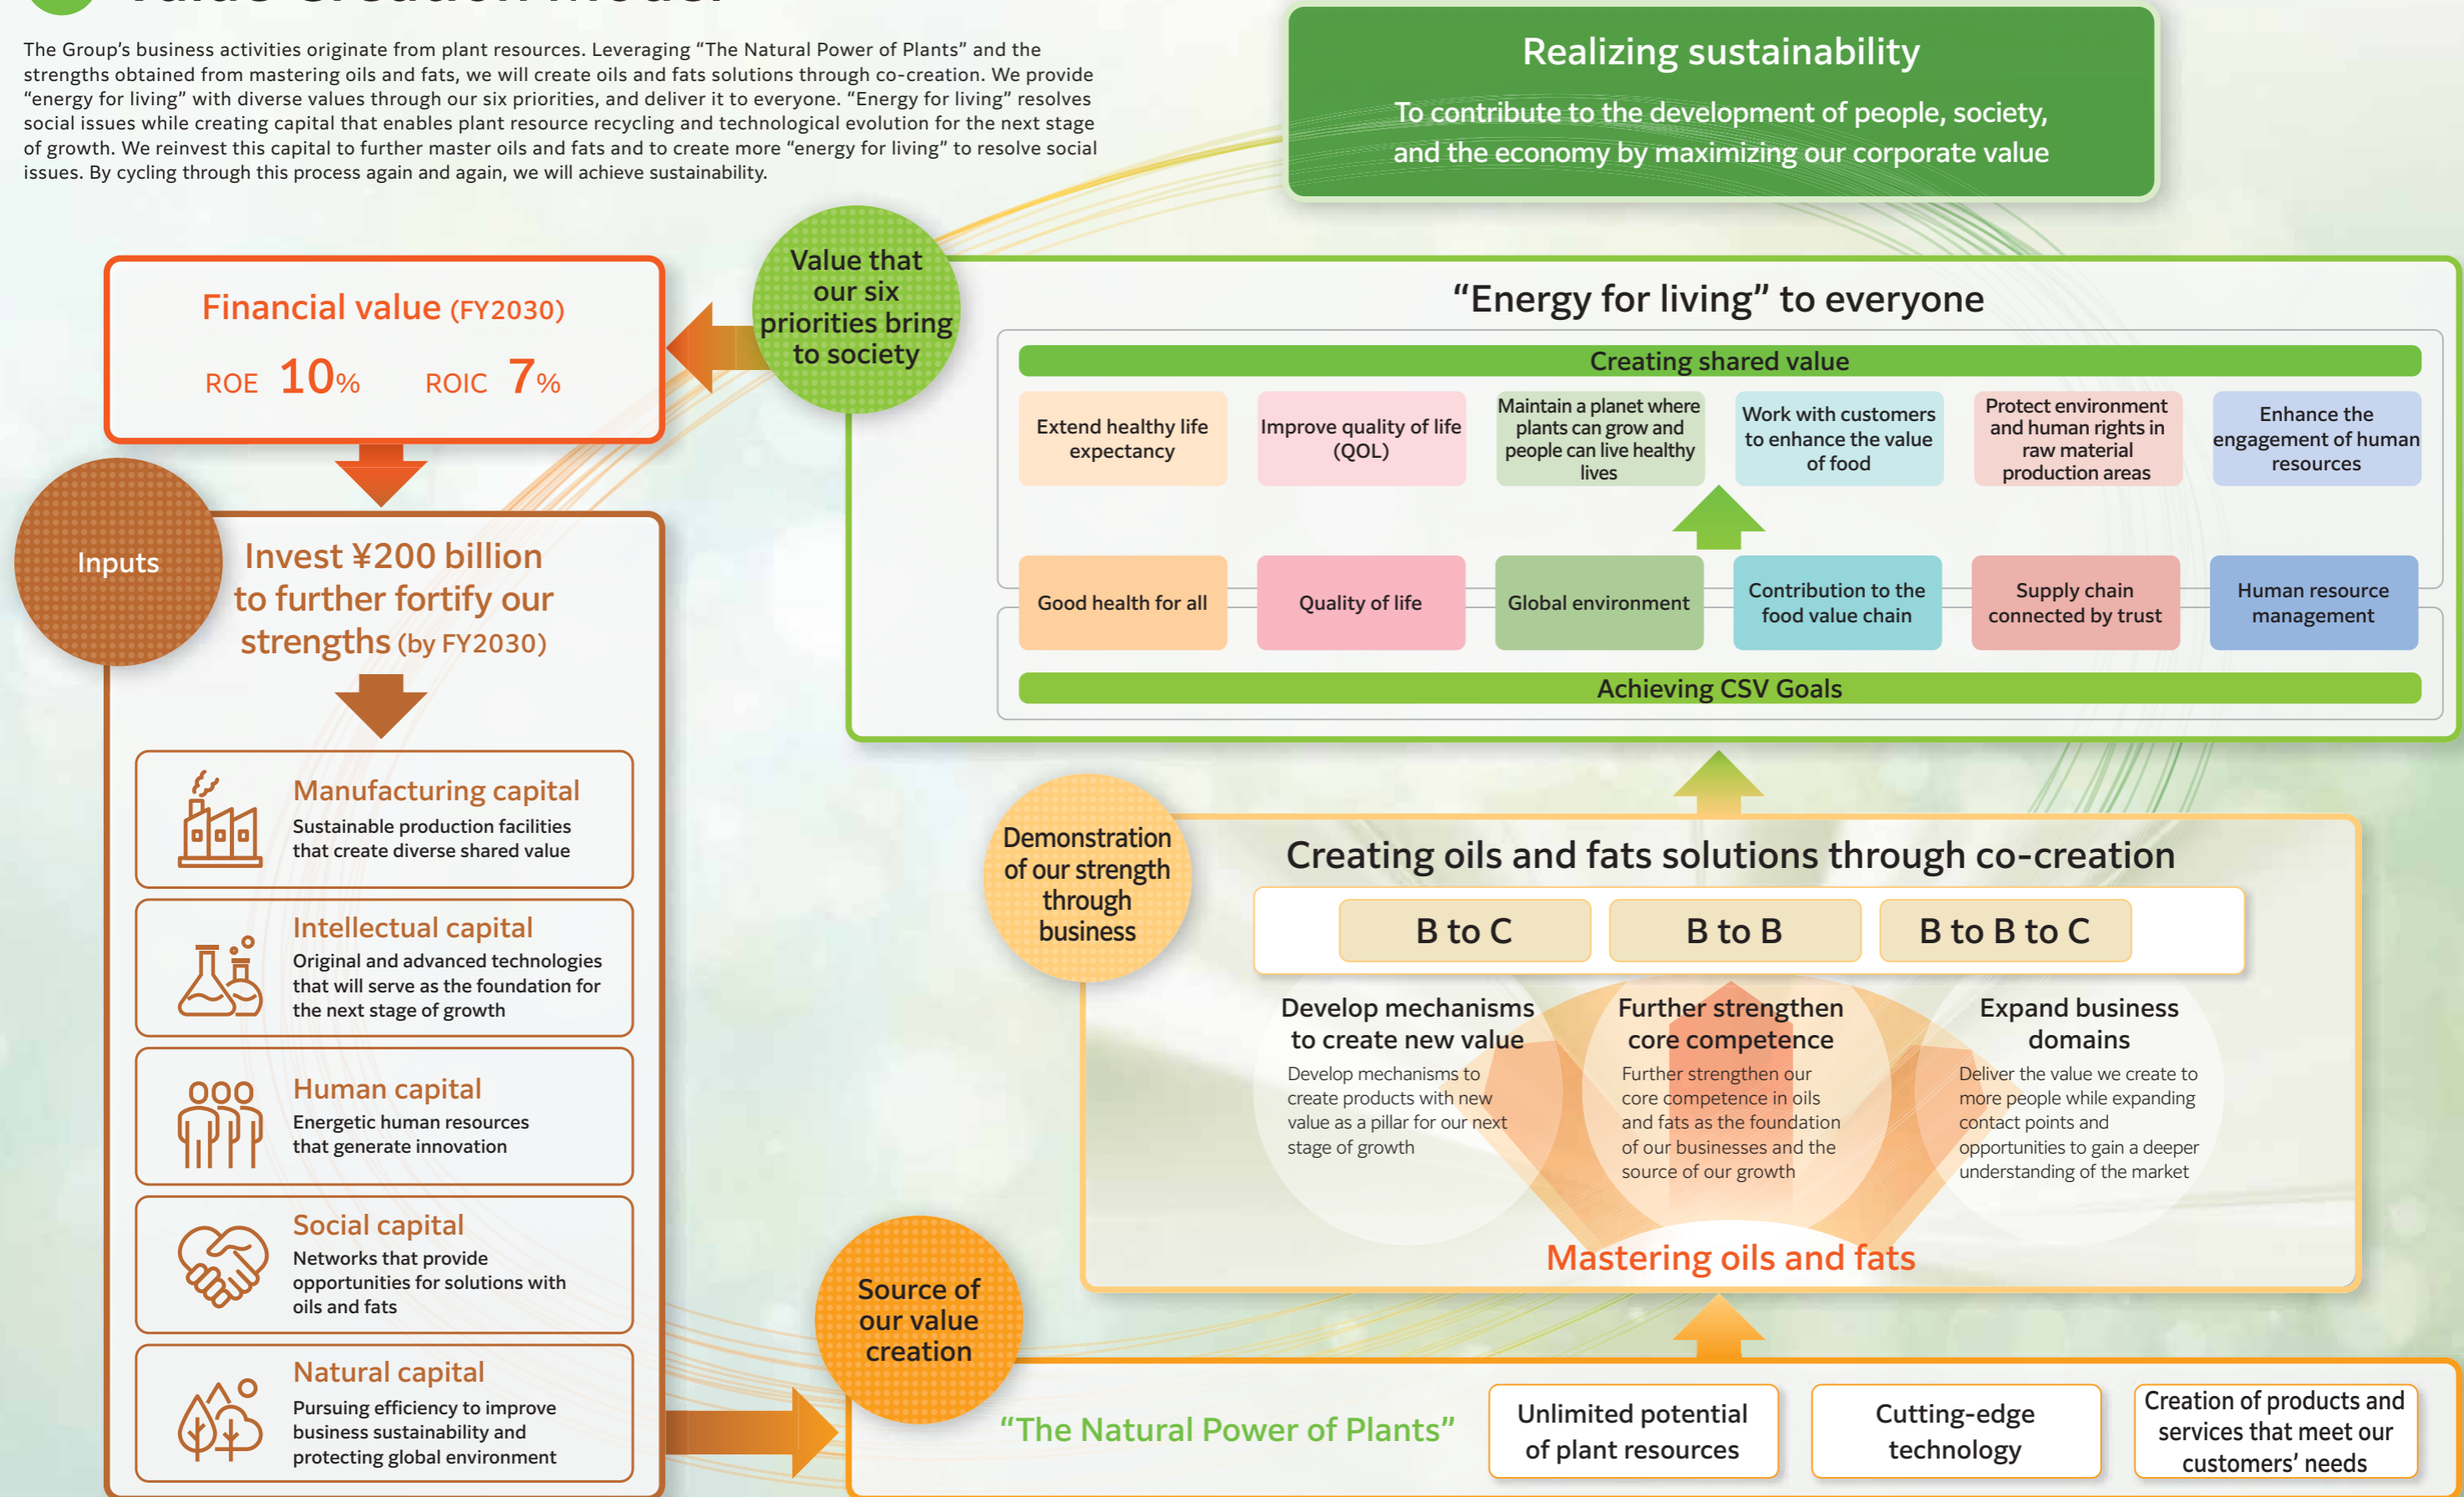 The Group's business activities originate from plant resources. Leveraging “The Natural Power of Plants” and the
strengths obtained from mastering oils and fats, we will create oils and fats solutions through co-creation. We provide
“energy for living” with diverse values through our six priorities, and deliver it to everyone. “Energy for living” resolves
social issues while creating capital that enables plant resource recycling and technological evolution for the next stage
of growth. We reinvest this capital to further master oils and fats and to create more “energy for living” to resolve social
issues. By cycling through this process again and again, we will achieve sustainability.
Realizing sustainability
To contribute to the development of people, society,
and the economy by maximizing our corporate value
Financial value (FY2030)
ROE 10% ROIC 7%
Value that
our six
priorities bring
to society
“Energy for living” to everyone
Creating shared value
Extend healthy life
expectancy
Improve quality of life
(QOL)
Maintain a planet where
plants can grow and
people can live healthy
lives
Work with customers
to enhance the value
of food
Protect environment
and human rights in
raw material
production areas
Enhance the
engagement of human
resources
Good health for all
Quality of life
Global environment
Contribution to the
food value chain
Supply chain
connected by trust
Human resource
management
Achieving CSV Goals
Inputs
Invest ¥200 billion
to further fortify our
strengths (by FY2030)
Manufacturing capital
Sustainable production facilities
that create diverse shared value
Intellectual capital
Original and advanced technologies
that will serve as the foundation for
the next stage of growth
Human capital
Energetic human resources
that generate innovation
Social capital
Networks that provide
opportunities for solutions with
oils and fats
Natural capital
Pursuing efficiency to improve
business sustainability and
protecting global environment
Demonstration
of our strength
through
business
Creating oils and fats solutions through co-creation
B to C
B to B
B to B to C
Develop mechanisms
to create new value
Develop mechanisms to
create products with new
value as a pillar for our next
stage of growth
Further strengthen
core competence
Further strengthen our
core competence in oils
and fats as the foundation
of our businesses and the
source of our growth
Expand business
domains
Deliver the value we create to
more people while expanding
contact points and
opportunities to gain a deeper
understanding of the market
Mastering oils and fats
Source of
our value
creation
“The Natural Power of Plants”
Unlimited potential
of plant resources
Cutting-edge
technology
Creation of products and
services that meet our
customers' needs